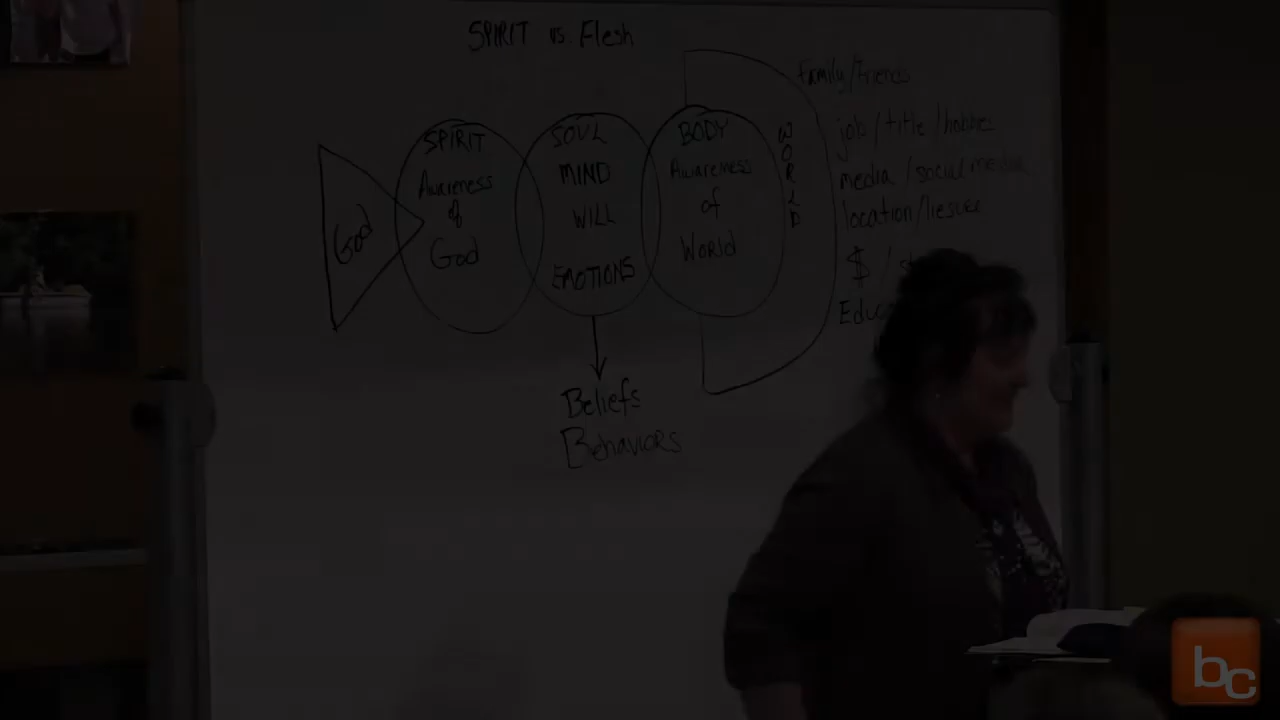 SPIRIT vs. Flesh
God
SPIRIT
Awareness
of
God
SOUL
MIND
WILL
EMOTIONS
BODY
Awareness
of
World
WORLD
Family/Friends
job/title/hobbies
media/social media
location/liesure
$ /
Beliefs
Behaviors
bc